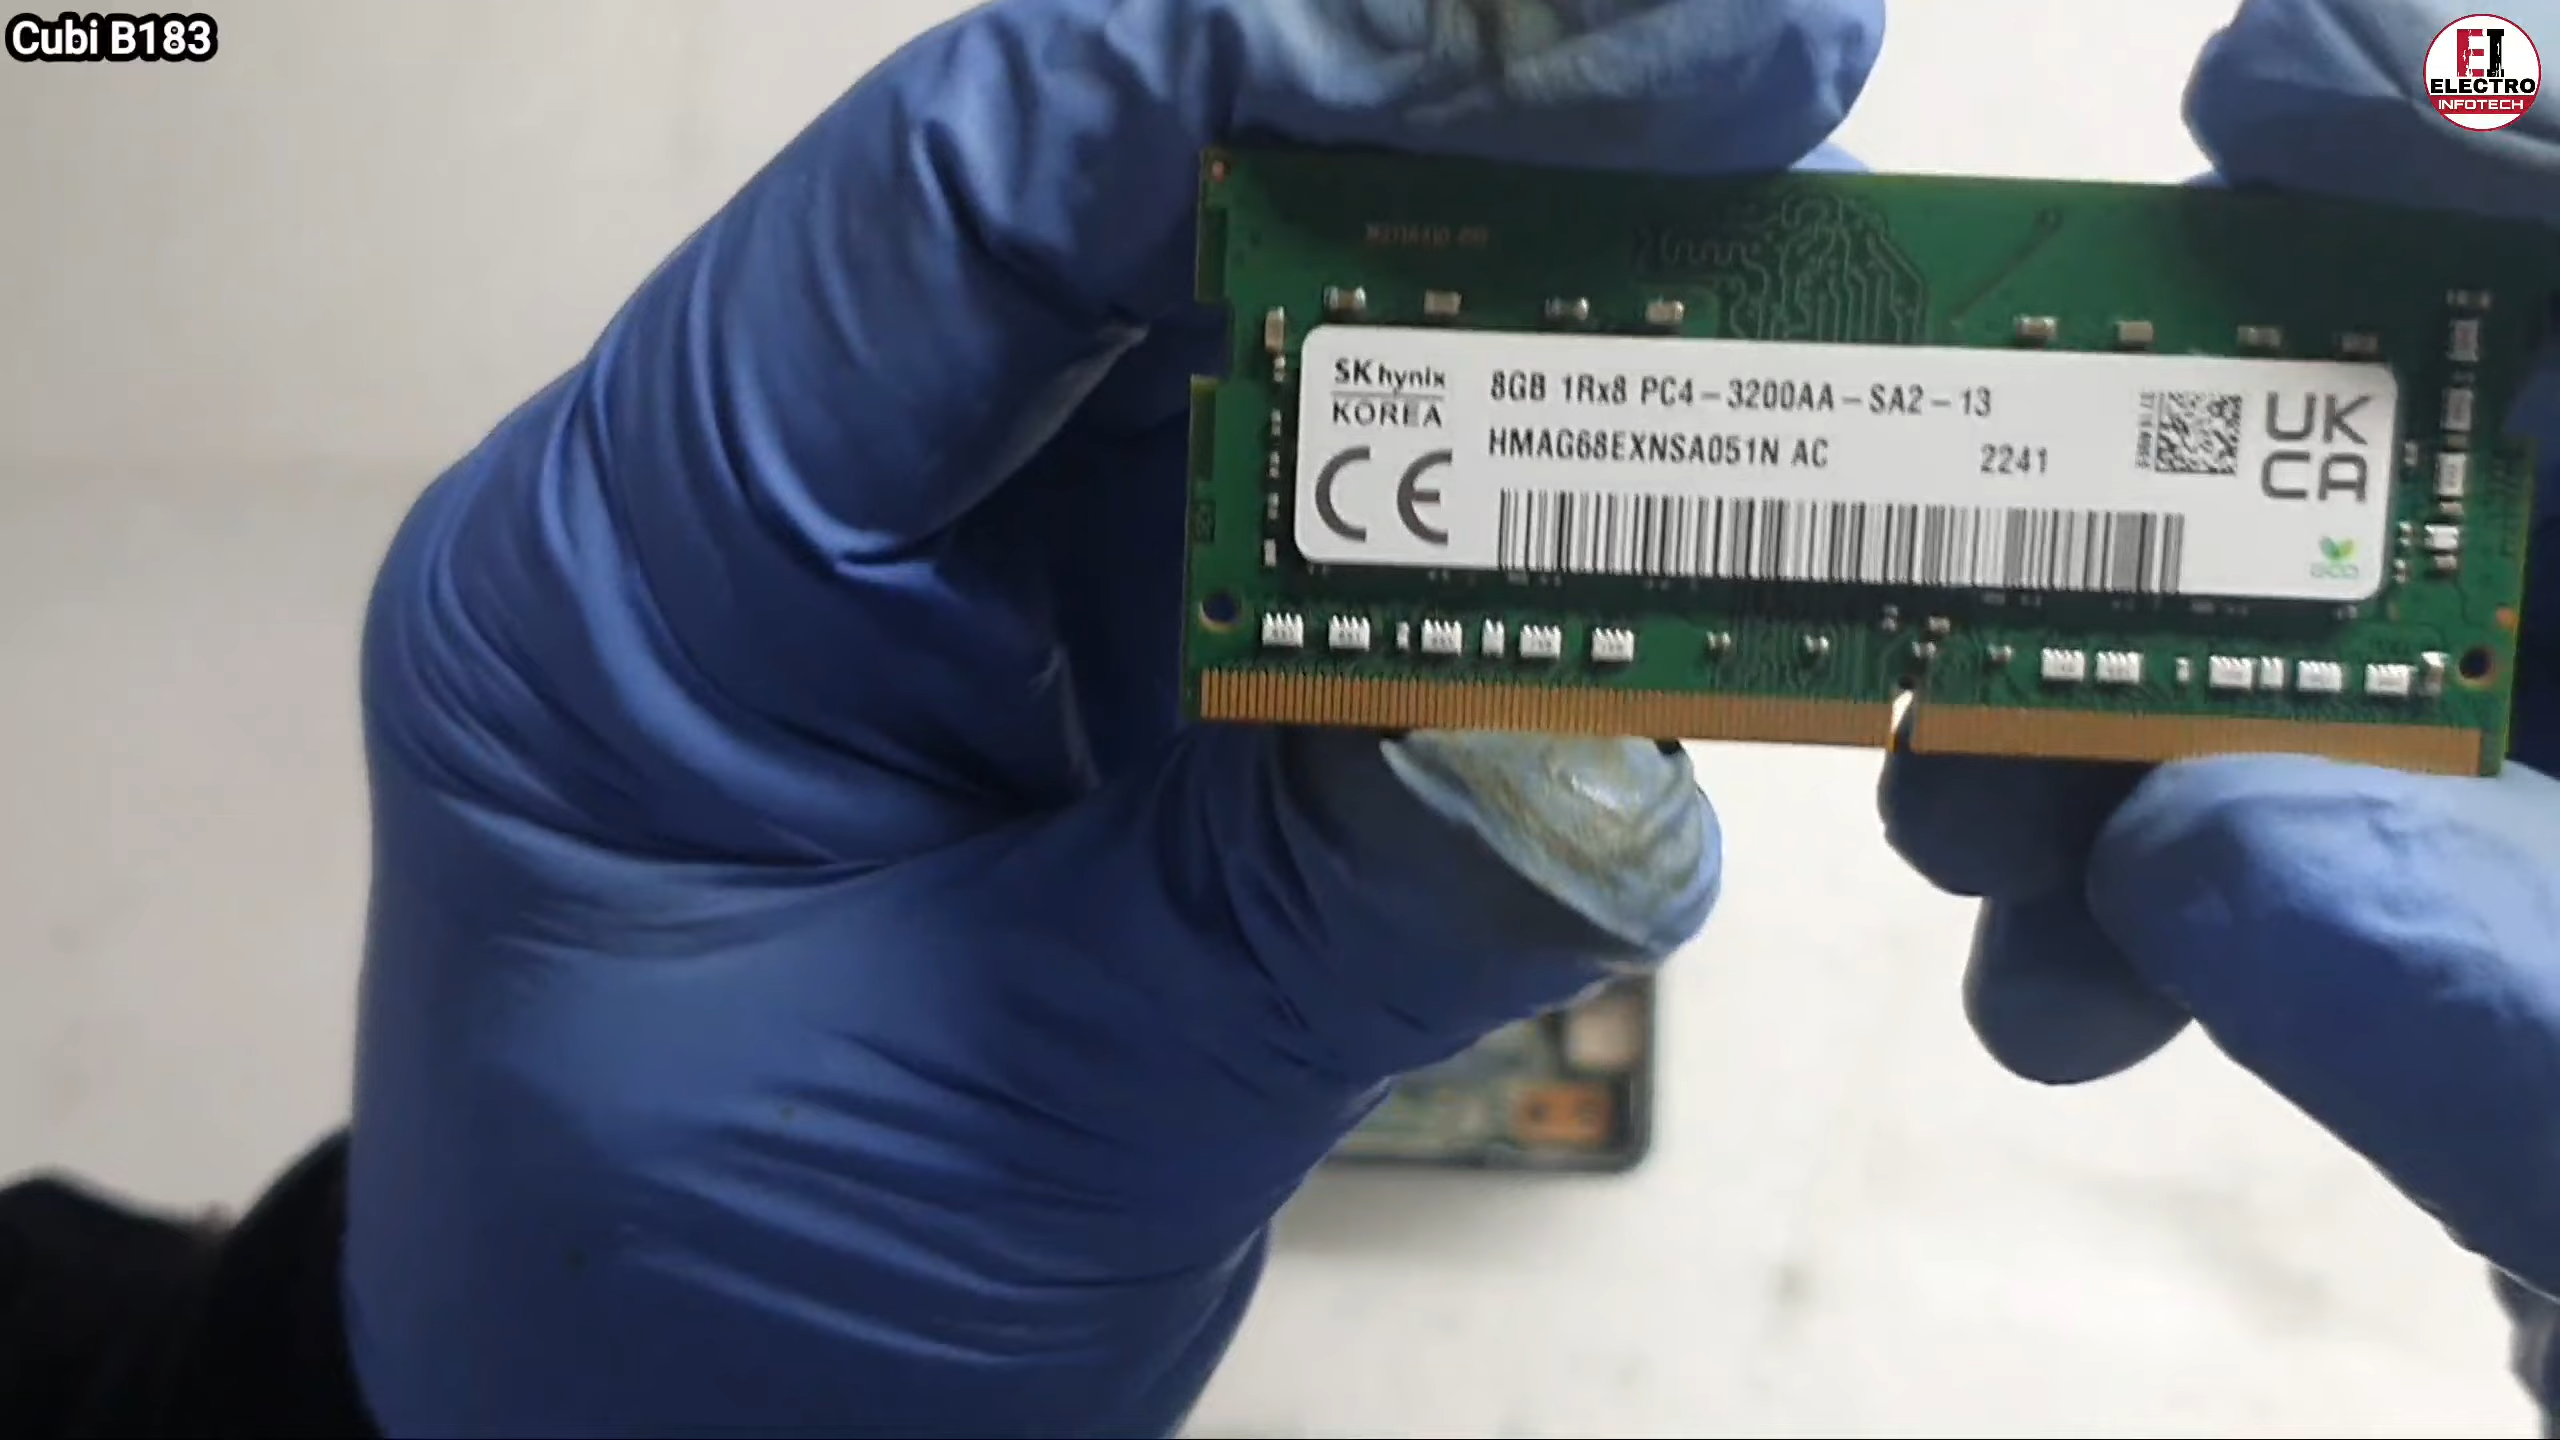 Cubi B183
EI
ELECTRO
INFOTECH
SK hynix
KOREA
8GB 1Rx8 PC4-3200AA-SA2-13
HMAG68EXNSA051N AC
2241
CE
UK
CA